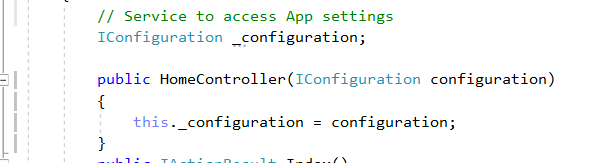 // Service to access App settings
IConfiguration _configuration;
public HomeController(IConfiguration configuration)
{
this._configuration = configuration;
}
public IActionResult Index()